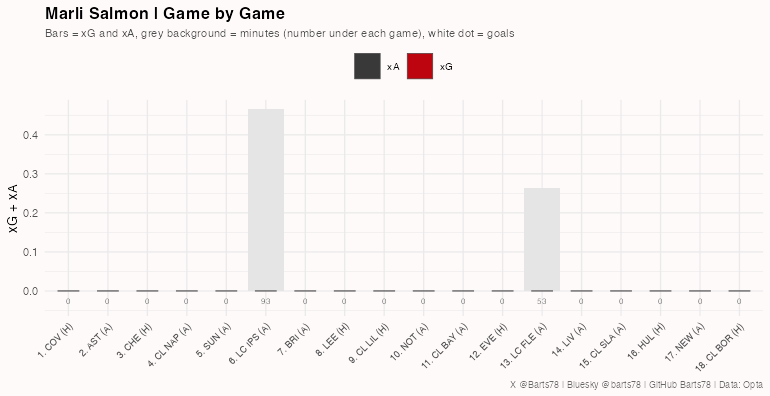 Marli Salmon | Game by Game
Bars = xG and xA, grey background = minutes (number under each game), white dot = goals
xA xG
xG + xA
0.4
0.3
0.2
0.1
0.0
0 0 0 0 0 93 0 0 0 0 0 0 53 0 0 0 0 0
1. COV (H)
2. AST (A)
3. CHE (H)
4. CL NAP (A)
5. SUN (A)
6. LC IPS (A)
7. BRI (A)
8. LEE (H)
9. CL LIL (H)
10. NOT (A)
11. CL BAY (A)
12. EVE (H)
13. LC FLE (A)
14. LIV (A)
15. CL SLA (A)
16. HUL (H)
17. NEW (A)
18. CL BOR (H)
X @Barts78 | Bluesky @barts78 | GitHub Barts78 | Data: Opta